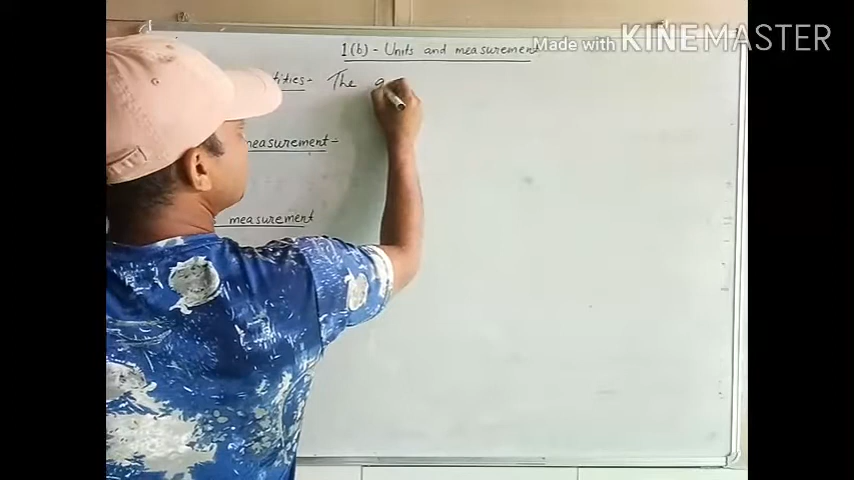 1(b) - Units and measurement
Made with KINEMASTER
tities- The q
measurement-
measurement